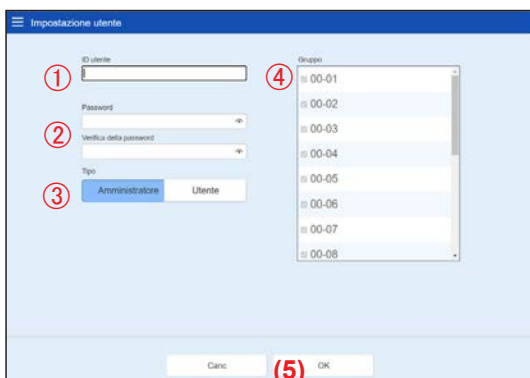 Impostazione utente
ID utente
①
Password
②
Verifica della password
Tipo
③ Amministratore Utente
Gruppo
④ 00-01
00-02
00-03
00-04
00-05
00-06
00-07
00-08
Canc
(5) OK